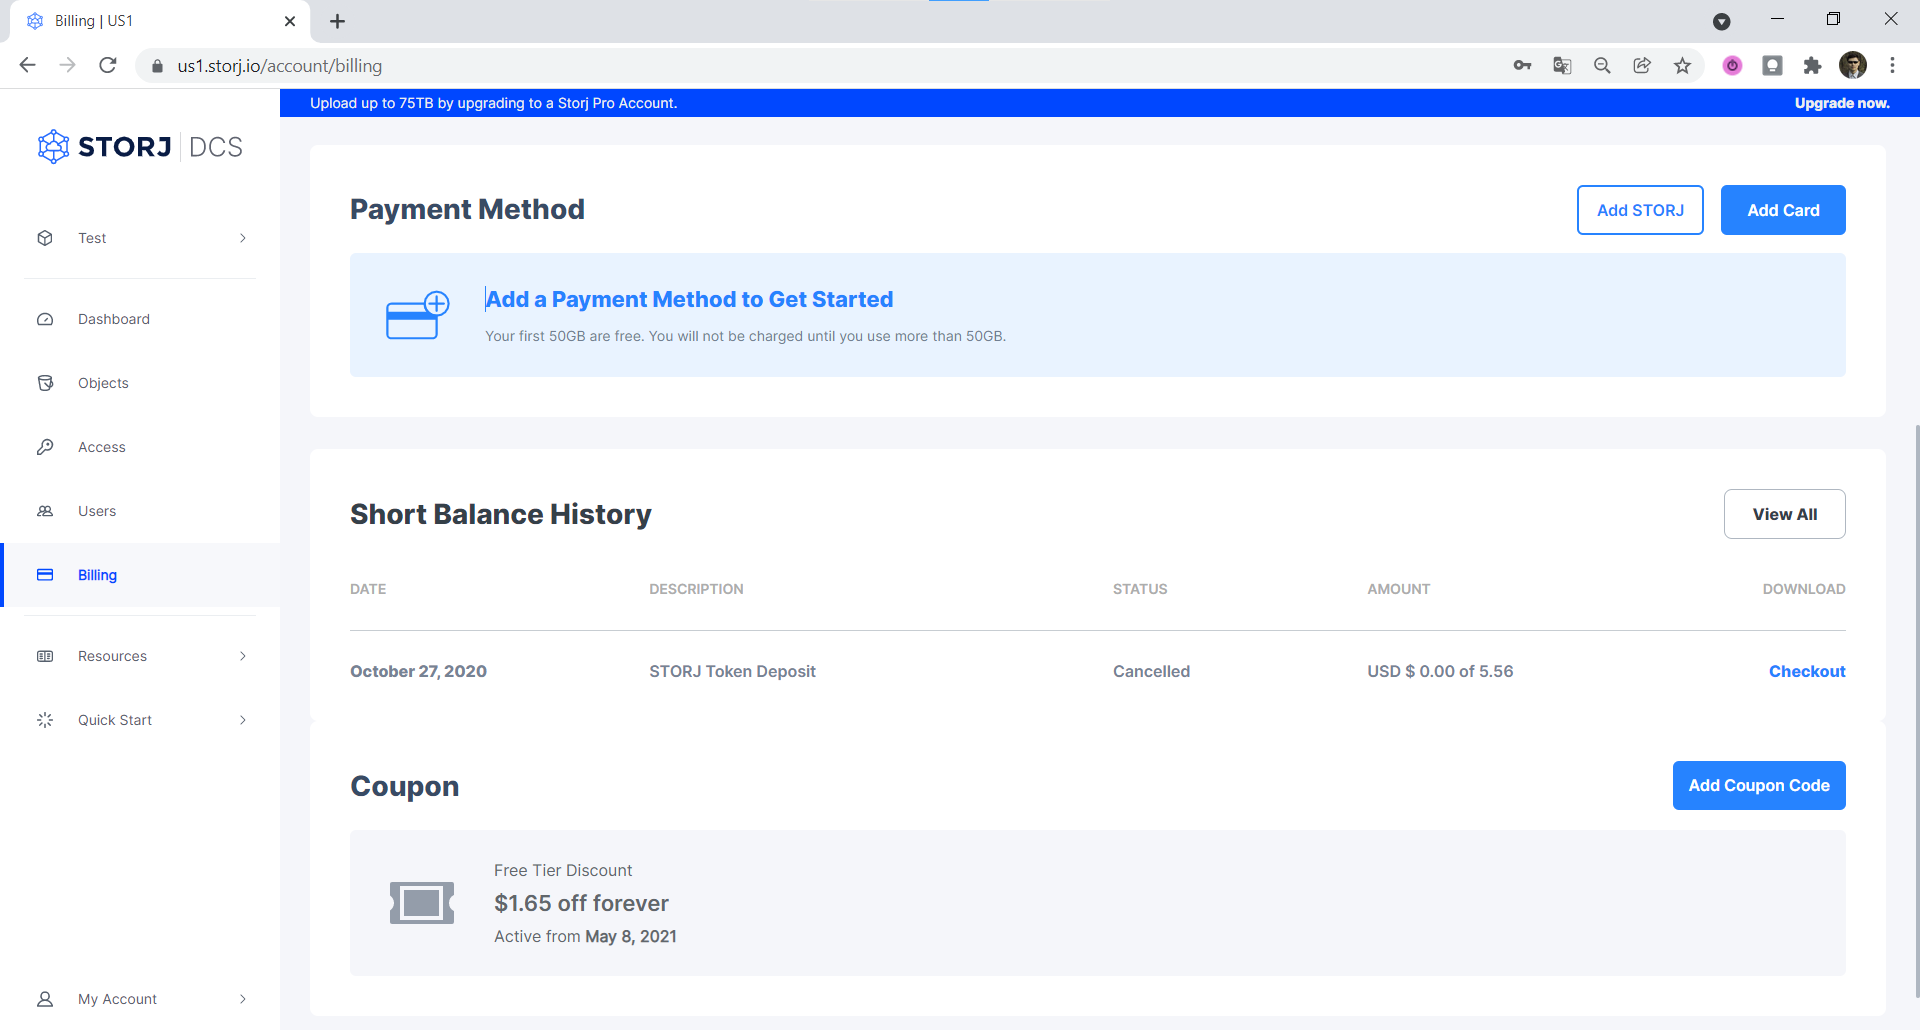 Billing | US1
us1.storj.io/account/billing
Upload up to 75TB by upgrading to a Storj Pro Account.
Upgrade now.
STORJ | DCS
Test
Dashboard
Objects
Access
Users
Billing
Resources
Quick Start
My Account
Payment Method
Add STORJ
Add Card
Add a Payment Method to Get Started
Your first 50GB are free. You will not be charged until you use more than 50GB.
Short Balance History
View All
DATE DESCRIPTION STATUS AMOUNT DOWNLOAD
October 27, 2020 STORJ Token Deposit Cancelled USD $ 0.00 of 5.56 Checkout
Coupon
Add Coupon Code
Free Tier Discount
$1.65 off forever
Active from May 8, 2021